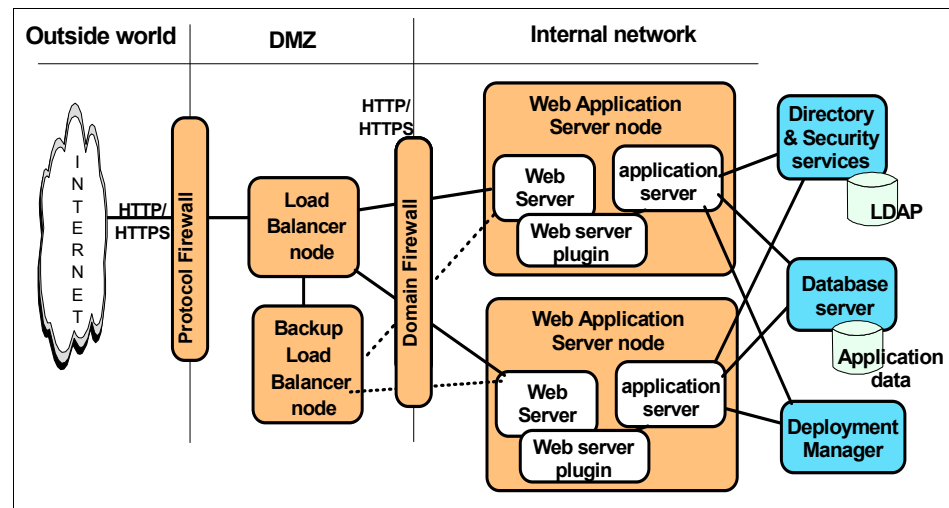 Outside world
DMZ
Internal network
INTERNET
HTTP/
HTTPS
Protocol Firewall
Load
Balancer
node
Backup
Load
Balancer
node
HTTP/
HTTPS
Domain Firewall
Web Application
Server node
Web
Server
Web server
plugin
application
server
Web Application
Server node
Web
Server
Web server
plugin
application
server
Directory
& Security
services
LDAP
Database
server
Application
data
Deployment
Manager